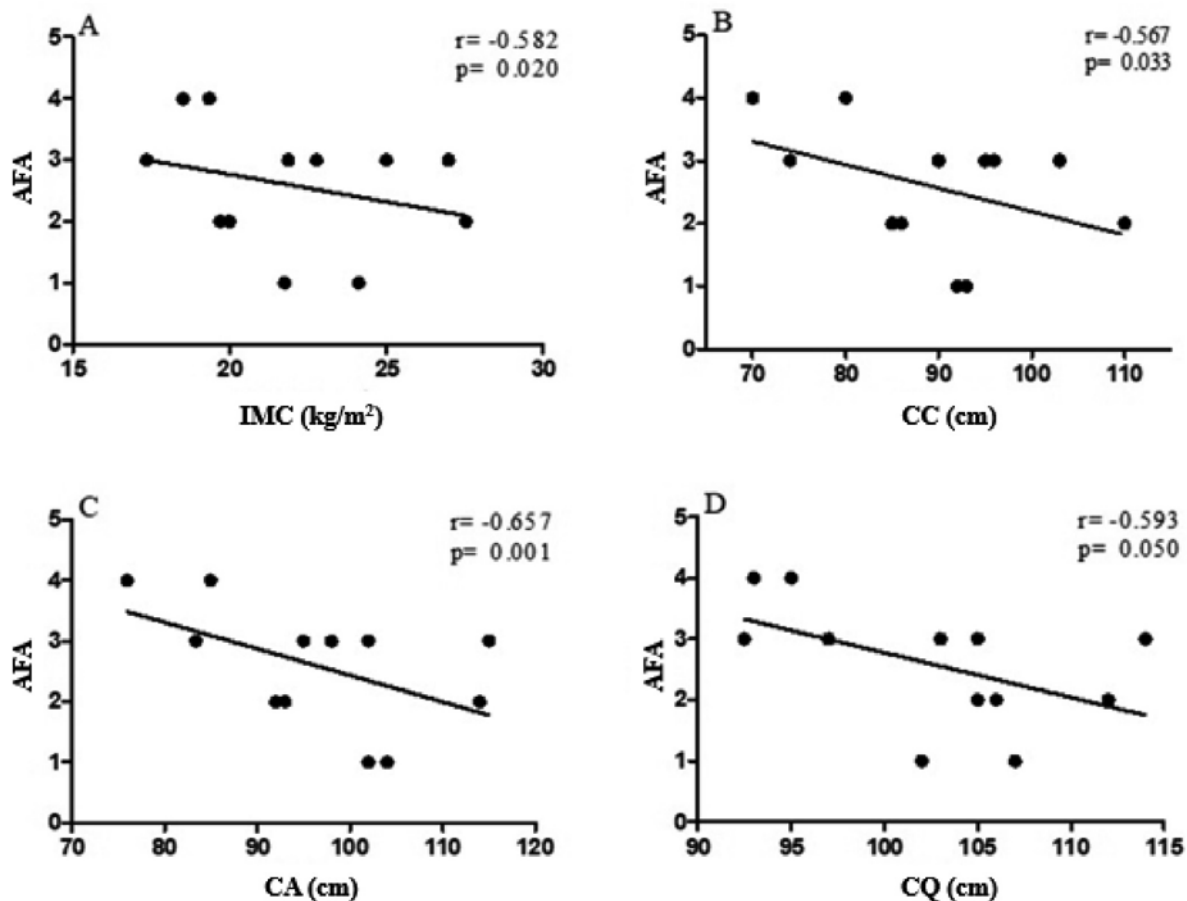 A
r= -0.582
p= 0.020
5
4
3
2
1
0
AFA
15 20 25 30
IMC (kg/m²)
B
r= -0.567
p= 0.033
5
4
3
2
1
0
AFA
70 80 90 100 110
CC (cm)
C
r= -0.657
p= 0.001
5
4
3
2
1
0
AFA
70 80 90 100 110 120
CA (cm)
D
r= -0.593
p= 0.050
5
4
3
2
1
0
AFA
90 95 100 105 110 115
CQ (cm)